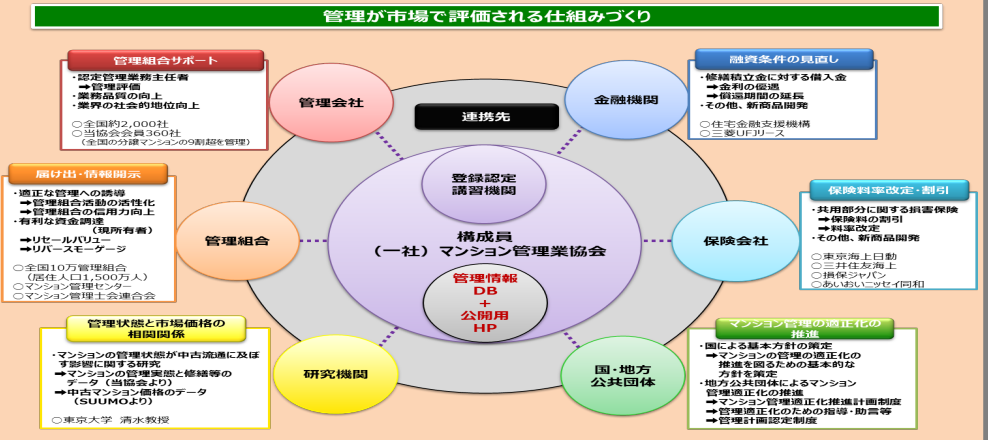 管理が市場で評価される仕組みづくり
管理組合サポート
・認定管理業務主任者
➡管理評価
・業務品質の向上
・業界の社会的地位向上
○全国約2,000社
○当協会会員360社
(全国の分譲マンションの9割超を管理)
管理会社
連携先
金融機関
融資条件の見直し
・修繕積立金に対する借入金
➡金利の優遇
➡償還期間の延長
・その他、新商品開発
○住宅金融支援機構
○三菱UFJリース
届け出・情報開示
・適正な管理への誘導
➡管理組合活動の活性化
➡管理組合の信用力向上
・有利な資金調達
(現所有者)
➡リセールバリュー
➡リバースモーゲージ
○全国10万管理組合
(居住人口1,500万人)
○マンション管理センター
○マンション管理士会連合会
管理組合
登録認定
講習機関
構成員
(一社)マンション管理業協会
管理情報
DB
+
公開用
HP
保険会社
保険料率改定・割引
・共用部分に関する損害保険
➡保険料の割引
➡料率改定
・その他、新商品開発
○東京海上日動
○三井住友海上
○損保ジャパン
○あいおいニッセイ同和
管理状態と市場価格の
相関関係
・マンションの管理状態が中古流通に及ぼ
す影響に関する研究
➡マンションの管理実態と修繕等の
データ(当協会より)
➡中古マンション価格のデータ
(SUUMOより)
○東京大学 清水教授
研究機関
国・地方
公共団体
マンション管理の適正化の
推進
・国による基本方針の策定
➡マンションの管理の適正化の
推進を図るための基本的な
方針を策定
・地方公共団体によるマンション
管理適正化の推進
➡マンション管理適正化推進計画制度
➡管理適正化のための指導・助言等
➡管理計画認定制度